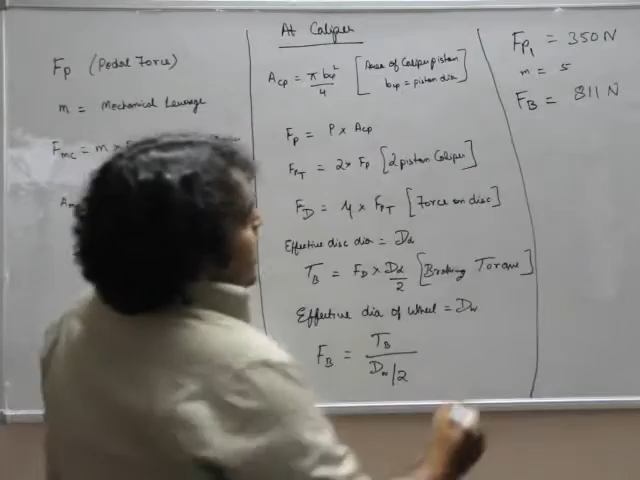 Fp (Pedal Force)
m = Mechanical Leverage
Fmc = m ×
At Caliper
Acp = π bcp² / 4 [Area of Caliper piston
bcp = piston dia]
Fp = P × Acp
FpT = 2 × Fp [2 piston Caliper]
FD = μ × FpT [Force on disc]
Effective disc dia = Dd
TB = FD × Dd/2 [Braking Torque]
Effective dia of wheel = Dw
FB = TB / Dw/2
Fp1 = 350 N
m = 5
FB = 811 N